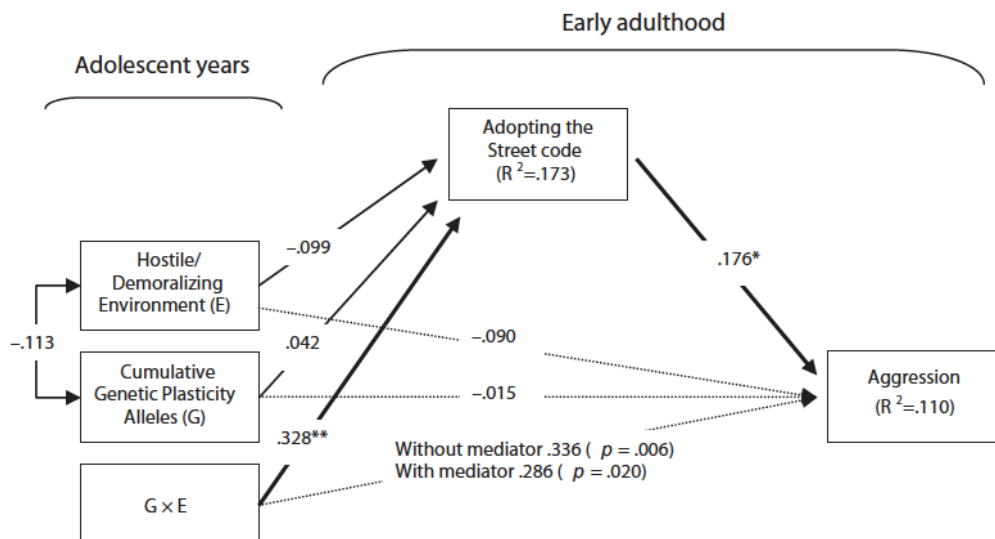 Early adulthood
Adolescent years
Adopting the
Street code
(R ²=.173)
–.099
.176*
Hostile/
Demoralizing
Environment (E)
–.113
.042
–.090
Cumulative
Genetic Plasticity
Alleles (G)
–.015
Aggression
(R ²=.110)
.328**
Without mediator .336 ( p = .006)
With mediator .286 ( p = .020)
G × E